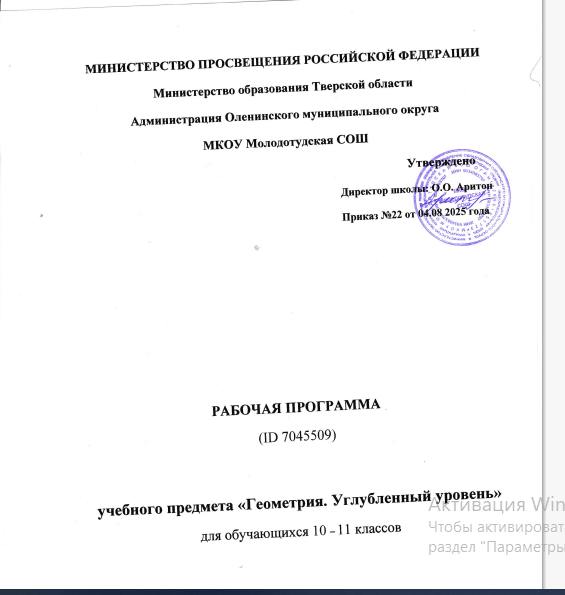 МИНИСТЕРСТВО ПРОСВЕЩЕНИЯ РОССИЙСКОЙ ФЕДЕРАЦИИ
Министерство образования Тверской области
Администрация Оленинского муниципального округа
МКОУ Молодотудская СОШ
Утверждено
Директор школы: О.О. Аритон
Приказ №22 от 04.08 2025 года
РАБОЧАЯ ПРОГРАММА
(ID 7045509)
учебного предмета «Геометрия. Углубленный уровень»
для обучающихся 10 – 11 классов
Активация Win
Чтобы активироват
раздел "Параметры